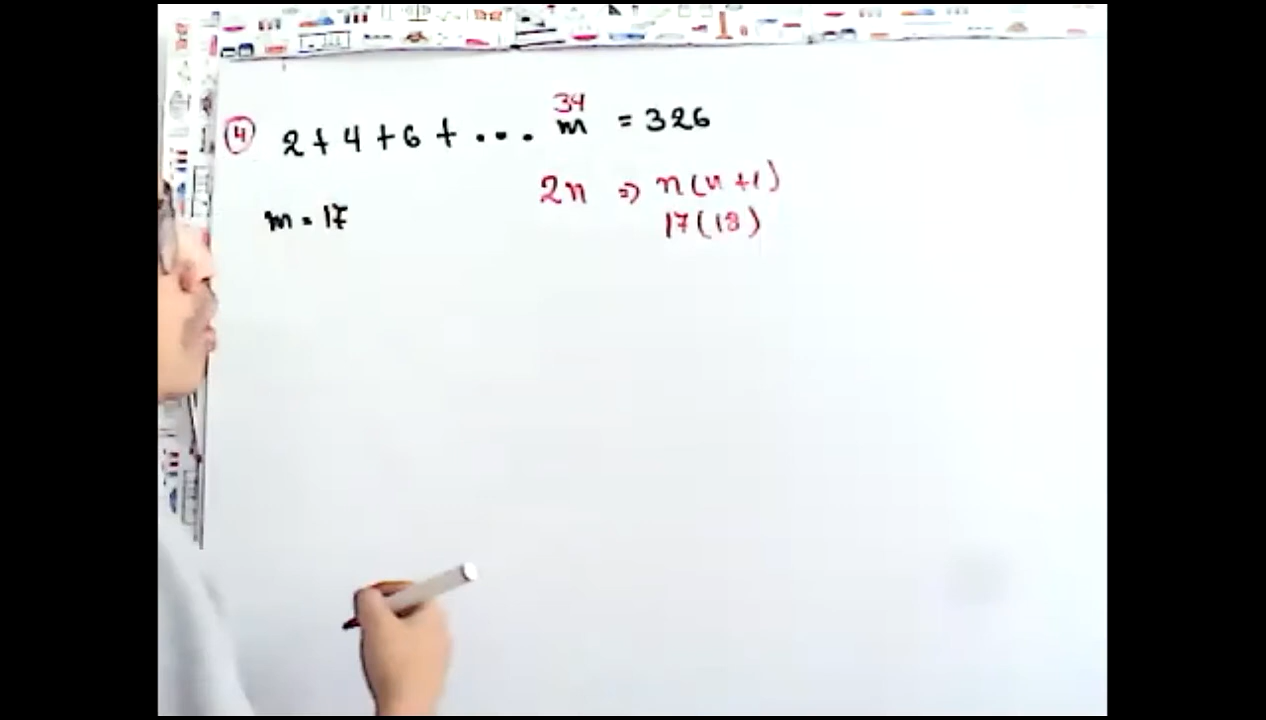 34
4 2 + 4 + 6 + ... m = 326
2n => n(n+1)
m = 17
17(18)